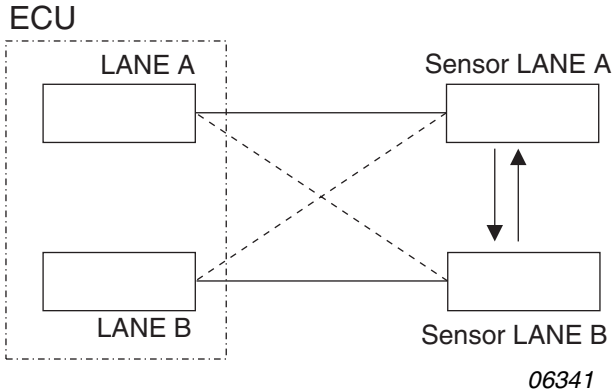 ECU
LANE A
Sensor LANE A
LANE B
Sensor LANE B
06341